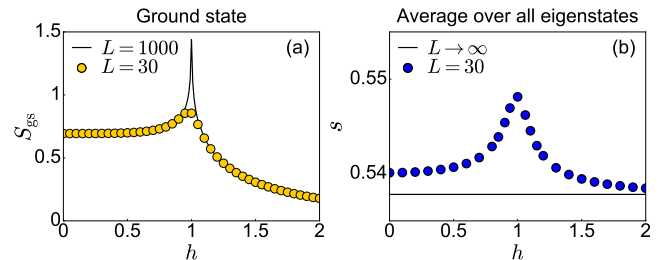 Ground state
1.5
1
0.5
0
S_gs
L = 1000
L = 30
(a)
0 0.5 1 1.5 2
h
Average over all eigenstates
0.55
0.54
s
L → ∞
L = 30
(b)
0 0.5 1 1.5 2
h